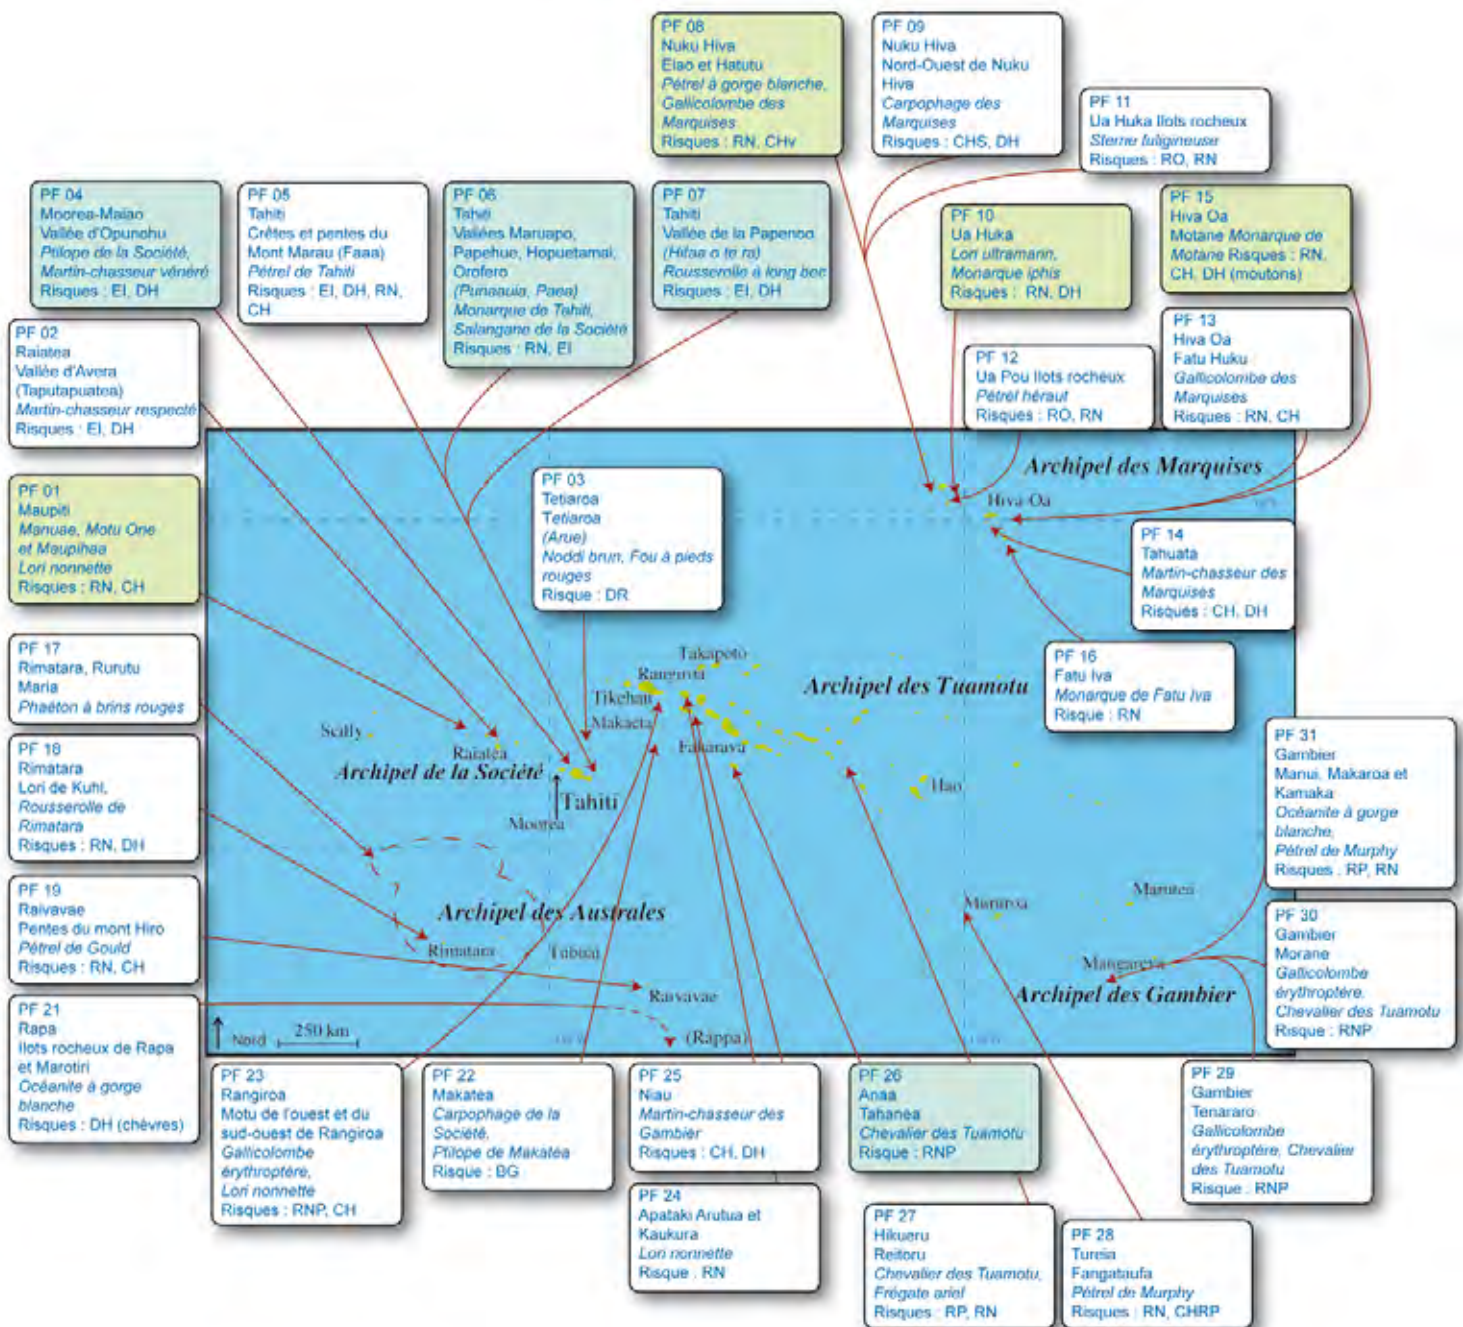 PF 08
Nuku Hiva
Eiao et Hatutu
Pétrel à gorge blanche,
Gallicolombe des
Marquises
Risques : RN, CHv
PF 09
Nuku Hiva
Nord-Ouest de Nuku
Hiva
Carpophage des
Marquises
Risques : CHS, DH
PF 11
Ua Huka Ilots rocheux
Sterne fuligineuse
Risques : RO, RN
PF 04
Moorea-Maiao
Vallée d'Opunohu
Ptilope de la Société,
Martin-chasseur vénéré
Risques : EI, DH
PF 05
Tahiti
Crêtes et pentes du
Mont Marau (Faaa)
Pétrel de Tahiti
Risques : EI, DH, RN,
CH
PF 06
Tahiti
Vallées Maruapo,
Papehue, Hopuetamai,
Orofero
(Punaauia, Paea)
Monarque de Tahiti,
Salangane de la Société
Risques : RN, EI
PF 07
Tahiti
Vallée de la Papenoo
(Hitaa o te ra)
Rousserolle à long bec
Risques : EI, DH
PF 10
Ua Huka
Lori ultramarin,
Monarque iphis
Risques : RN, DH
PF 15
Hiva Oa
Motane Monarque de
Motane Risques : RN,
CH, DH (moutons)
PF 02
Raiatea
Vallée d'Avera
(Taputapuatea)
Martin-chasseur respecté
Risques : EI, DH
PF 12
Ua Pou Ilots rocheux
Pétrel héraut
Risques : RO, RN
PF 13
Hiva Oa
Fatu Huku
Gallicolombe des
Marquises
Risques : RN, CH
PF 01
Maupiti
Manuae, Motu One
et Maupihaa
Lori nonnette
Risques : RN, CH
PF 03
Tetiaroa
Tetiaroa
(Arue)
Noddi brun, Fou à pieds
rouges
Risque : DR
Archipel des Marquises
Hiva-Oa
PF 14
Tahuata
Martin-chasseur des
Marquises
Risques : CH, DH
PF 16
Fatu Iva
Monarque de Fatu Iva
Risque : RN
PF 17
Rimatara, Rurutu
Maria
Phaéton à brins rouges
Takapoto
Rangiroa
Tikehau
Makatea
Archipel des Tuamotu
Fakarava
Scilly
Raiatea
Archipel de la Société
Tahiti
Moorea
Hao
PF 18
Rimatara
Lori de Kuhl,
Rousserolle de
Rimatara
Risques : RN, DH
PF 31
Gambier
Manui, Makaroa et
Kamaka
Océanite à gorge
blanche,
Pétrel de Murphy
Risques : RP, RN
PF 19
Raivavae
Pentes du mont Hiro
Pétrel de Gould
Risques : RN, CH
Archipel des Australes
Rimatara
Tubuai
Raivavae
(Rappa)
Mururoa
Marutea
Mangareva
Archipel des Gambier
PF 30
Gambier
Morane
Gallicolombe
érythroptère,
Chevalier des Tuamotu
Risque : RNP
PF 21
Rapa
Ilots rocheux de Rapa
et Marotiri
Océanite à gorge
blanche
Risques : DH (chèvres)
Nord
250 km
PF 23
Rangiroa
Motu de l'ouest et du
sud-ouest de Rangiroa
Gallicolombe
érythroptère,
Lori nonnette
Risques : RNP, CH
PF 22
Makatea
Carpophage de la
Société,
Ptilope de Makatéa
Risque : BG
PF 25
Niau
Martin-chasseur des
Gambier
Risques : CH, DH
PF 26
Anaa
Tahanea
Chevalier des Tuamotu
Risque : RNP
PF 29
Gambier
Tenararo
Gallicolombe
érythroptère, Chevalier
des Tuamotu
Risque : RNP
PF 24
Apataki Arutua et
Kaukura
Lori nonnette
Risque : RN
PF 27
Hikueru
Reitoru
Chevalier des Tuamotu,
Frégate ariel
Risques : RP, RN
PF 28
Tureia
Fangataufa
Pétrel de Murphy
Risques : RN, CHRP